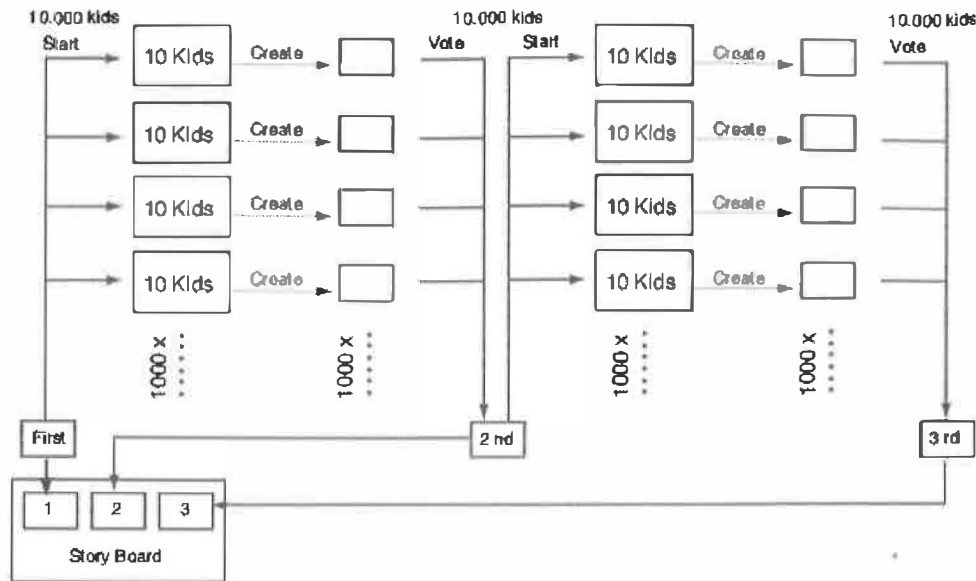 10.000 kids
10.000 kids
10.000 kids
Start
Vote
Start
Vote
10 Kids
Create
10 Kids
Create
10 Kids
Create
10 Kids
Create
10 Kids
Create
10 Kids
Create
10 Kids
Create
10 Kids
Create
1000 x
1000 x
1000 x
1000 x
First
2 nd
3 rd
1
2
3
Story Board